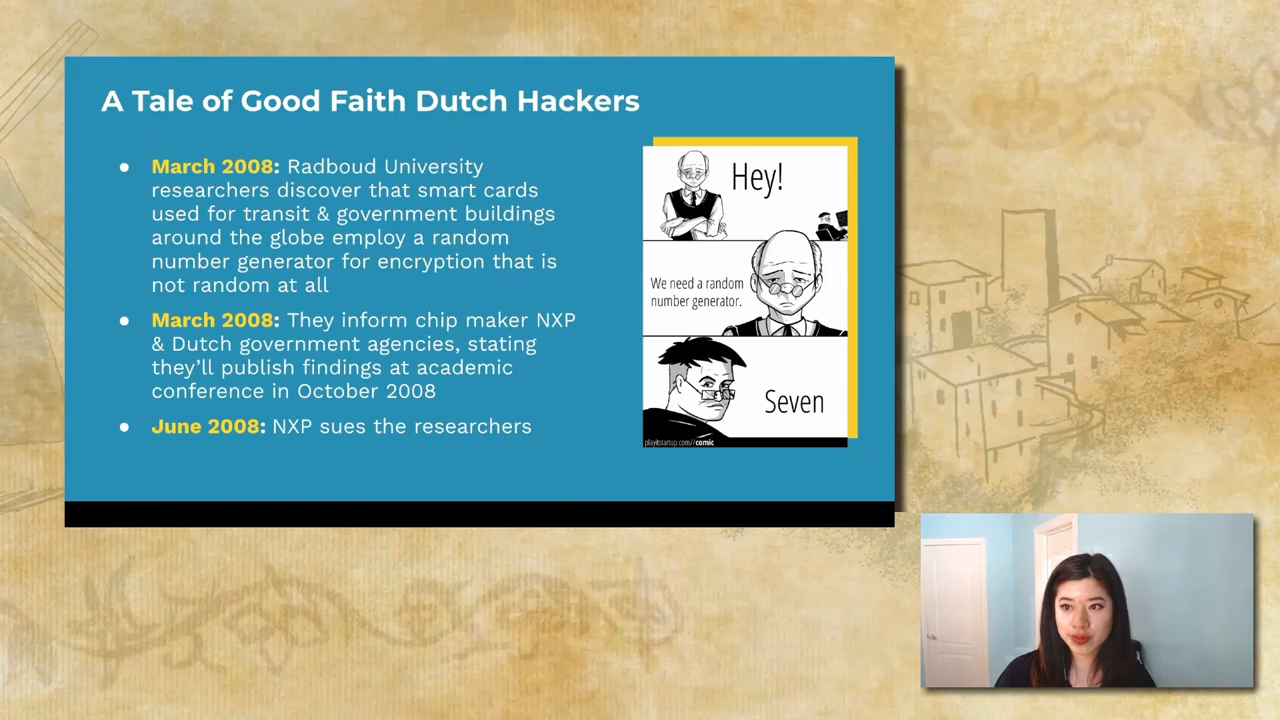 A Tale of Good Faith Dutch Hackers
● March 2008: Radboud University
researchers discover that smart cards
used for transit & government buildings
around the globe employ a random
number generator for encryption that is
not random at all
● March 2008: They inform chip maker NXP
& Dutch government agencies, stating
they’ll publish findings at academic
conference in October 2008
● June 2008: NXP sues the researchers
Hey!
We need a random
number generator.
Seven
playitstartup.com//comic